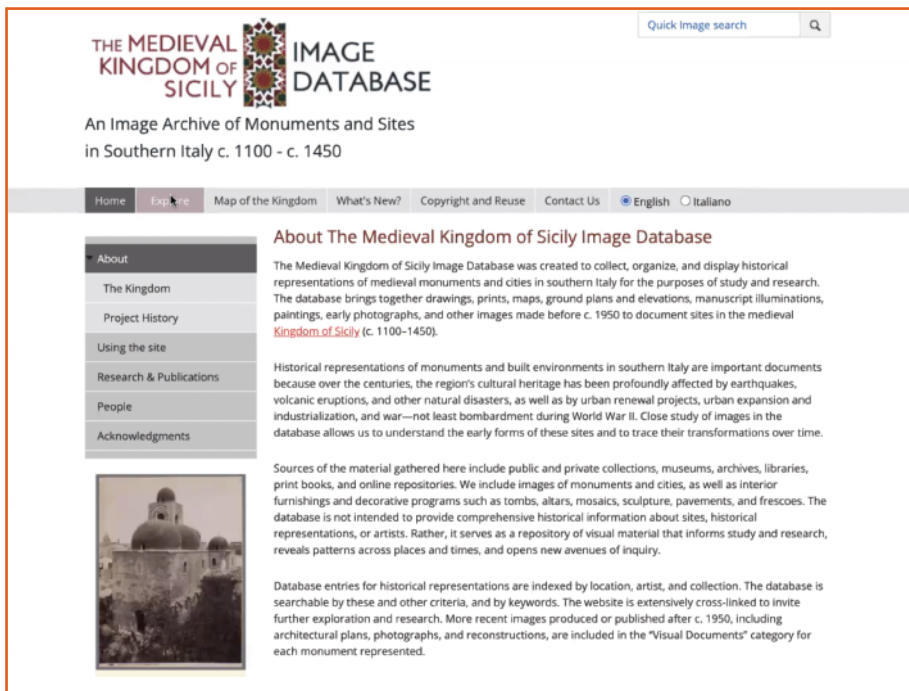 Quick Image search
THE MEDIEVAL
KINGDOM OF
SICILY
IMAGE
DATABASE
An Image Archive of Monuments and Sites
in Southern Italy c. 1100 - c. 1450
Home Explore Map of the Kingdom What's New? Copyright and Reuse Contact Us English Italiano
About
The Kingdom
Project History
Using the site
Research & Publications
People
Acknowledgments
About The Medieval Kingdom of Sicily Image Database
The Medieval Kingdom of Sicily Image Database was created to collect, organize, and display historical
representations of medieval monuments and cities in southern Italy for the purposes of study and research.
The database brings together drawings, prints, maps, ground plans and elevations, manuscript illuminations,
paintings, early photographs, and other images made before c. 1950 to document sites in the medieval
Kingdom of Sicily (c. 1100–1450).
Historical representations of monuments and built environments in southern Italy are important documents
because over the centuries, the region's cultural heritage has been profoundly affected by earthquakes,
volcanic eruptions, and other natural disasters, as well as by urban renewal projects, urban expansion and
industrialization, and war—not least bombardment during World War II. Close study of images in the
database allows us to understand the early forms of these sites and to trace their transformations over time.
Sources of the material gathered here include public and private collections, museums, archives, libraries,
print books, and online repositories. We include images of monuments and cities, as well as interior
furnishings and decorative programs such as tombs, altars, mosaics, sculpture, pavements, and frescoes. The
database is not intended to provide comprehensive historical information about sites, historical
representations, or artists. Rather, it serves as a repository of visual material that informs study and research,
reveals patterns across places and times, and opens new avenues of inquiry.
Database entries for historical representations are indexed by location, artist, and collection. The database is
searchable by these and other criteria, and by keywords. The website is extensively cross-linked to invite
further exploration and research. More recent images produced or published after c. 1950, including
architectural plans, photographs, and reconstructions, are included in the "Visual Documents" category for
each monument represented.